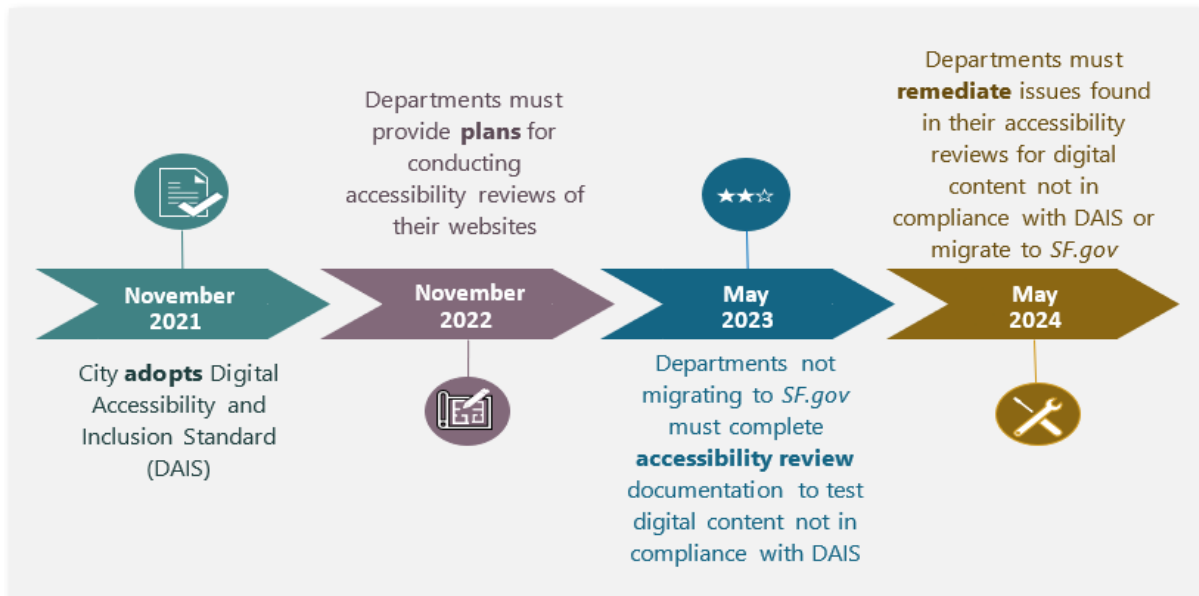 November
2021
City adopts Digital
Accessibility and
Inclusion Standard
(DAIS)
Departments must
provide plans for
conducting
accessibility reviews of
their websites
November
2022
May
2023
Departments not
migrating to SF.gov
must complete
accessibility review
documentation to test
digital content not in
compliance with DAIS
Departments must
remediate issues found
in their accessibility
reviews for digital
content not in
compliance with DAIS or
migrate to SF.gov
May
2024